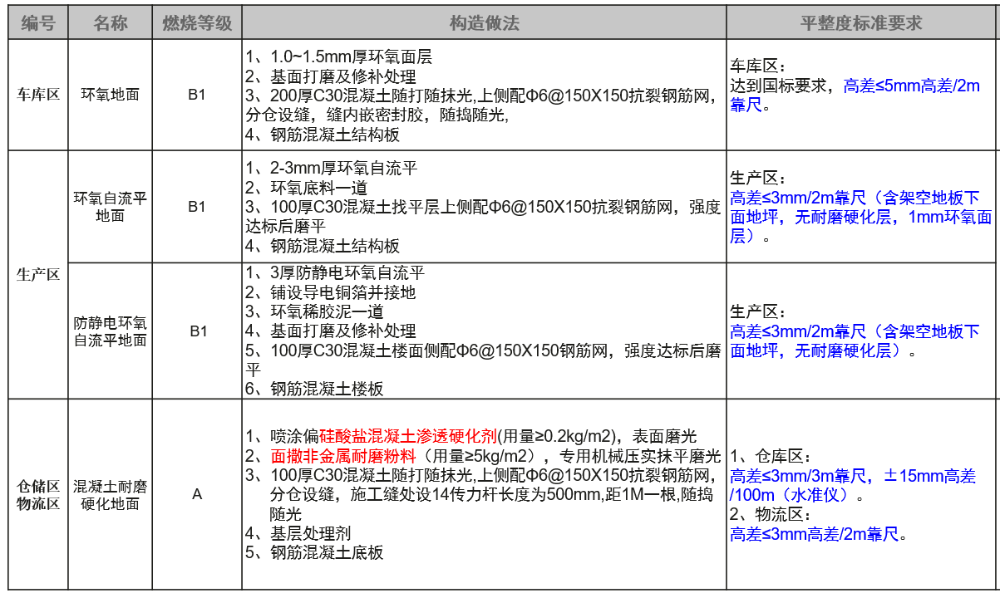 编号
名称
燃烧等级
构造做法
平整度标准要求
车库区
环氧地面
B1
1、1.0~1.5mm厚环氧面层
2、基面打磨及修补处理
3、200厚C30混凝土随打随抹光,上侧配Φ6@150X150抗裂钢筋网，
分仓设缝，缝内嵌密封胶，随捣随光,
4、钢筋混凝土结构板
车库区：
达到国标要求，高差≤5mm高差/2m
靠尺。
生产区
环氧自流平
地面
B1
1、2-3mm厚环氧自流平
2、环氧底料一道
3、100厚C30混凝土找平层上侧配Φ6@150X150抗裂钢筋网，强度
达标后磨平
4、钢筋混凝土结构板
生产区：
高差≤3mm/2m靠尺（含架空地板下
面地坪，无耐磨硬化层，1mm环氧面
层）。
防静电环氧
自流平地面
B1
1、3厚防静电环氧自流平
2、铺设导电铜箔并接地
3、环氧稀胶泥一道
4、基面打磨及修补处理
5、100厚C30混凝土楼面侧配Φ6@150X150钢筋网，强度达标后磨
平
6、钢筋混凝土楼板
生产区：
高差≤3mm/2m靠尺（含架空地板下
面地坪，无耐磨硬化层）。
仓储区
物流区
混凝土耐磨
硬化地面
A
1、喷涂偏硅酸盐混凝土渗透硬化剂(用量≥0.2kg/m2)，表面磨光
2、面撒非金属耐磨粉料（用量≥5kg/m2），专用机械压实抹平磨光
3、100厚C30混凝土随打随抹光,上侧配Φ6@150X150抗裂钢筋网，
分仓设缝，施工缝处设14传力杆长度为500mm,距1M一根,随捣
随光
4、基层处理剂
5、钢筋混凝土底板
1、仓库区：
高差≤3mm/3m靠尺，±15mm高差
/100m（水准仪）。
2、物流区：
高差≤3mm高差/2m靠尺。